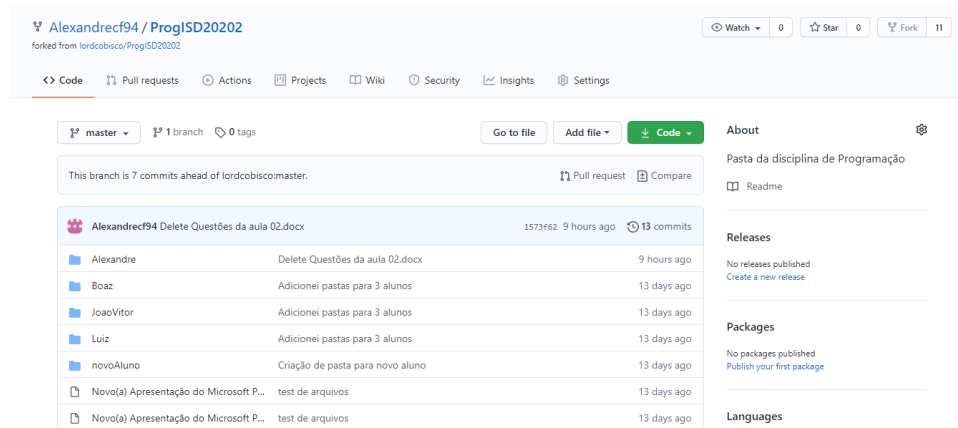 Alexandrecf94 / ProgISD20202
Watch 0 Star 0 Fork 11
forked from lordcobisco/ProgISD20202
Code Pull requests Actions Projects Wiki Security Insights Settings
master 1 branch 0 tags Go to file Add file Code
This branch is 7 commits ahead of lordcobisco:master. Pull request Compare
Alexandrecf94 Delete Questões da aula 02.docx 1573f62 9 hours ago 13 commits
Alexandre Delete Questões da aula 02.docx 9 hours ago
Boaz Adicionei pastas para 3 alunos 13 days ago
JoaoVitor Adicionei pastas para 3 alunos 13 days ago
Luiz Adicionei pastas para 3 alunos 13 days ago
novoAluno Criação de pasta para novo aluno 13 days ago
Novo(a) Apresentação do Microsoft P... test de arquivos 13 days ago
Novo(a) Apresentação do Microsoft P... test de arquivos 13 days ago
About
Pasta da disciplina de Programação
Readme
Releases
No releases published
Create a new release
Packages
No packages published
Publish your first package
Languages